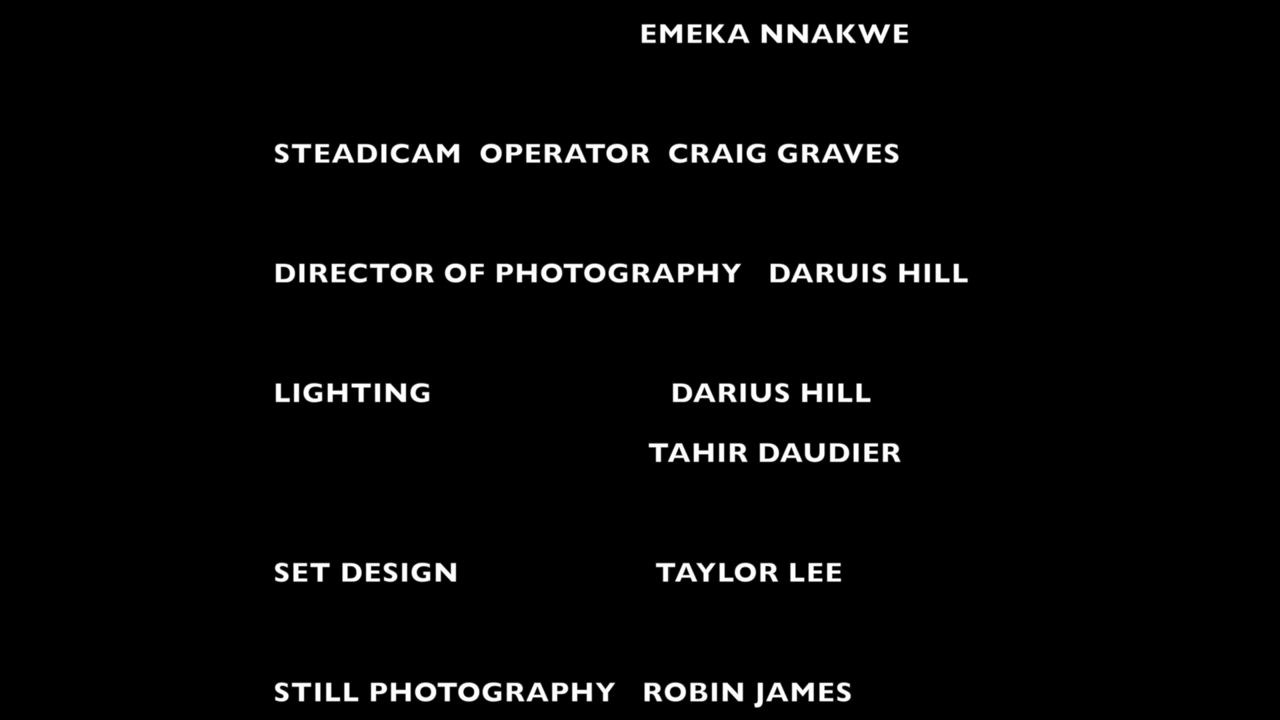 EMEKA NNAKWE
STEADICAM OPERATOR CRAIG GRAVES
DIRECTOR OF PHOTOGRAPHY DARUIS HILL
LIGHTING DARIUS HILL
TAHIR DAUDIER
SET DESIGN TAYLOR LEE
STILL PHOTOGRAPHY ROBIN JAMES